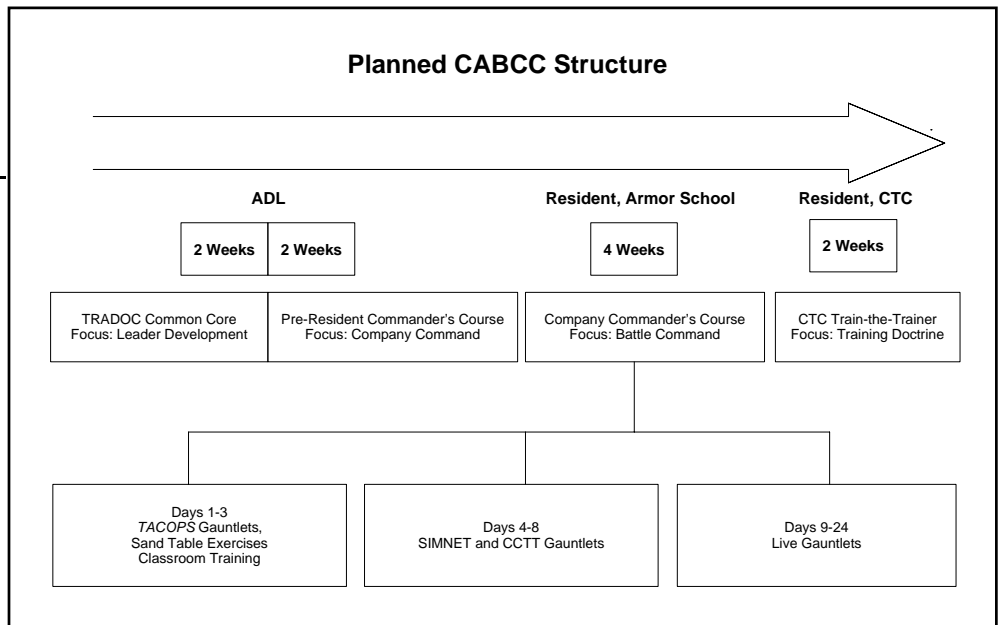 Planned CABCC Structure
ADL
Resident, Armor School
Resident, CTC
2 Weeks
2 Weeks
4 Weeks
2 Weeks
TRADOC Common Core
Focus: Leader Development
Pre-Resident Commander's Course
Focus: Company Command
Company Commander's Course
Focus: Battle Command
CTC Train-the-Trainer
Focus: Training Doctrine
Days 1-3
TACOPS Gauntlets,
Sand Table Exercises
Classroom Training
Days 4-8
SIMNET and CCTT Gauntlets
Days 9-24
Live Gauntlets